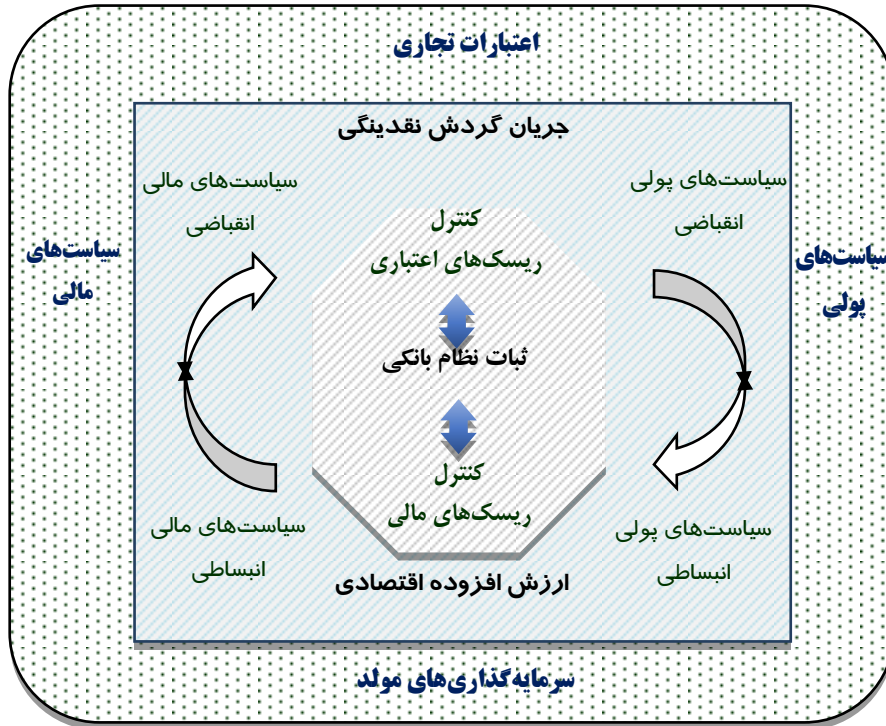 اعتبارات تجاری
جریان گردش نقدینگی
سیاست‌های پولی
انقباضی
سیاست‌های مالی
انقباضی
کنترل
ریسک‌های اعتباری
سیاست‌های
پولی
سیاست‌های
مالی
ثبات نظام بانکی
کنترل
ریسک‌های مالی
سیاست‌های پولی
انبساطی
سیاست‌های مالی
انبساطی
ارزش افزوده اقتصادی
سرمایه‌گذاری‌های مولد